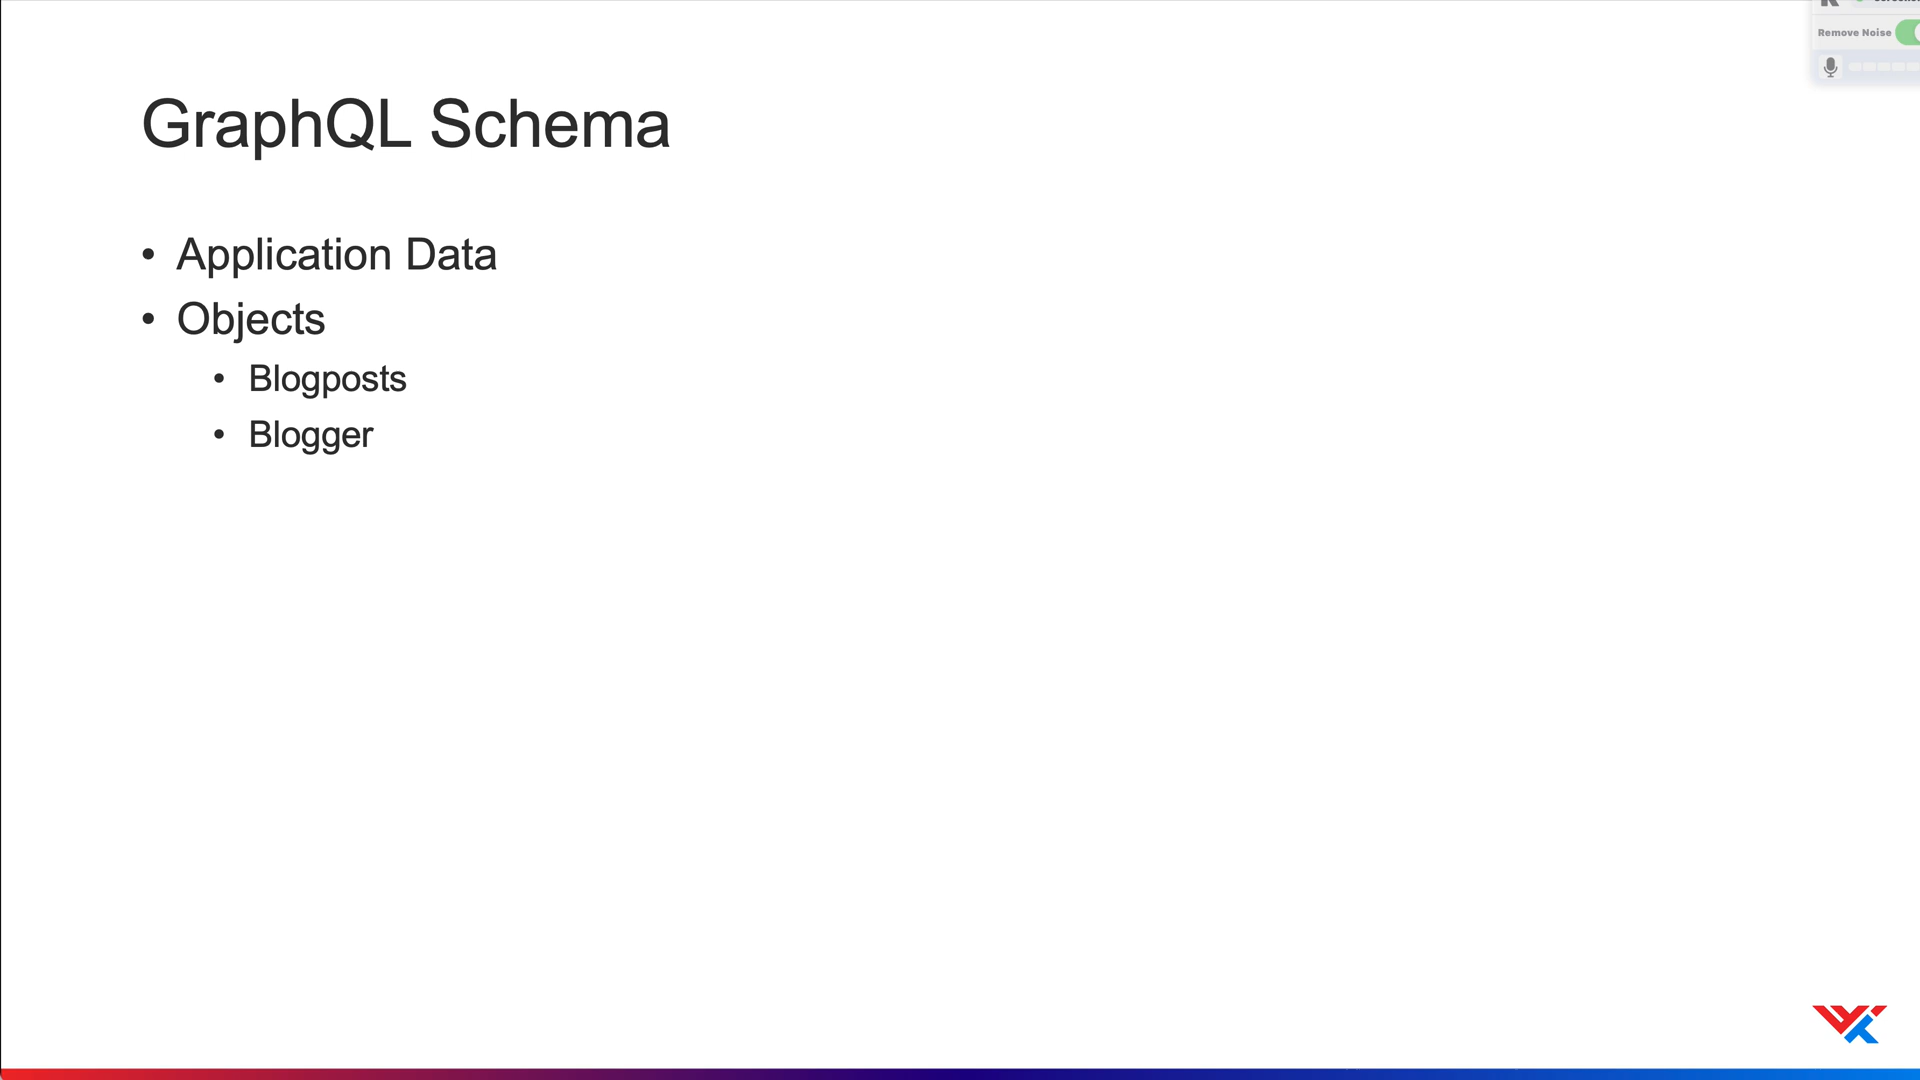 Remove Noise
GraphQL Schema
• Application Data
• Objects
• Blogposts
• Blogger